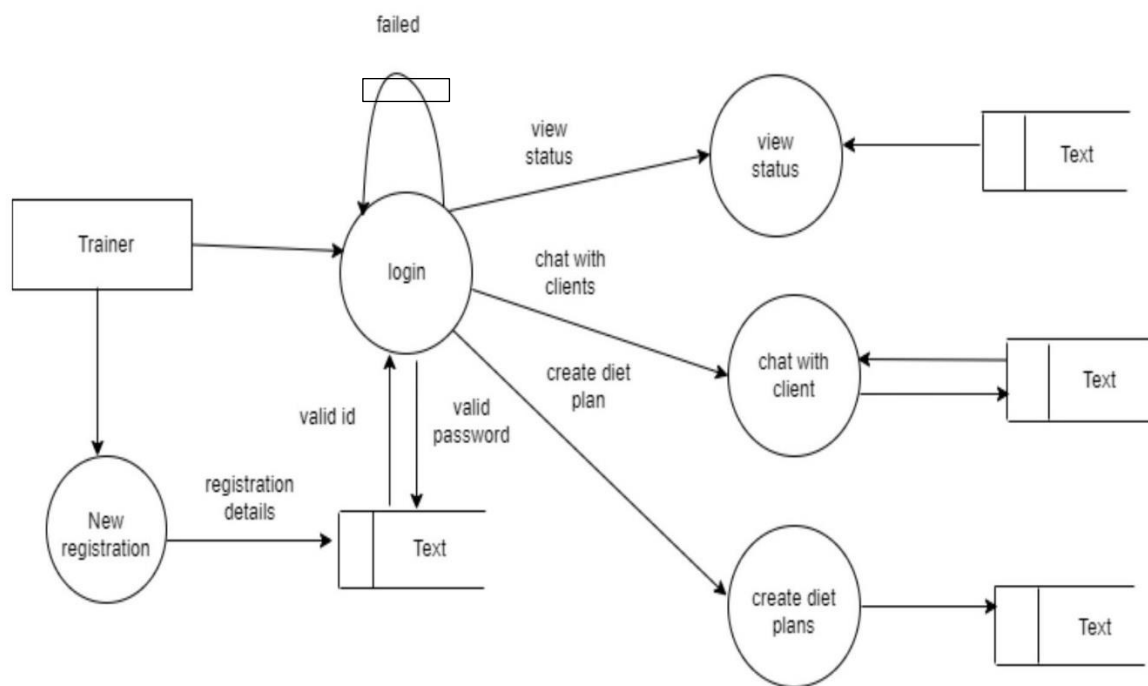 failed
view
status
view
status
Text
Trainer
login
chat with
clients
chat with
client
Text
create diet
plan
valid id
valid
password
registration
details
New
registration
Text
create diet
plans
Text